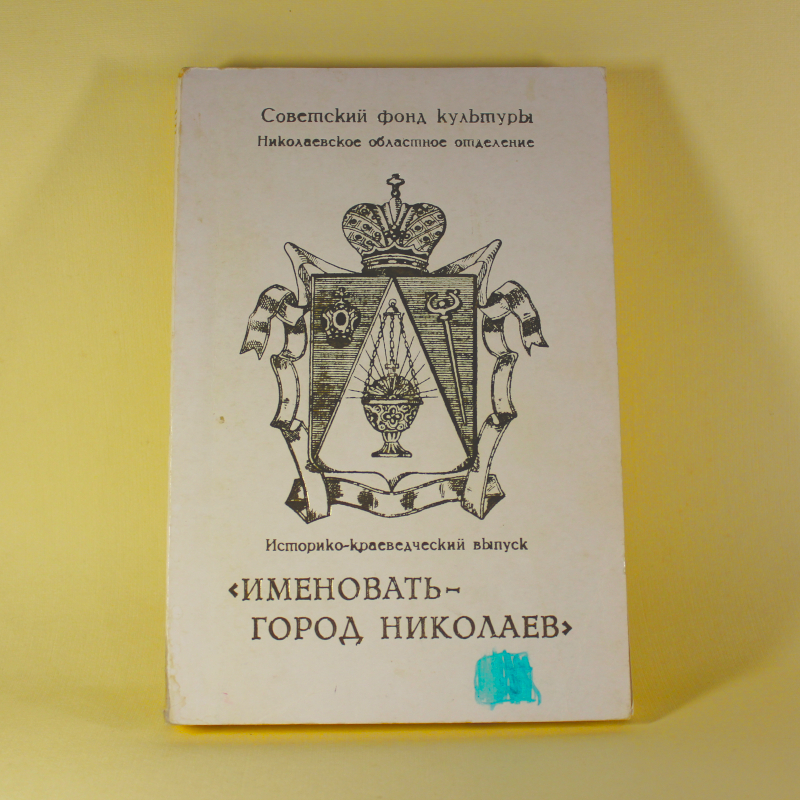 Советский фонд культуры
Николаевское областное отделение
Историко-краеведческий выпуск
«ИМЕНОВАТЬ-
ГОРОД НИКОЛАЕВ»